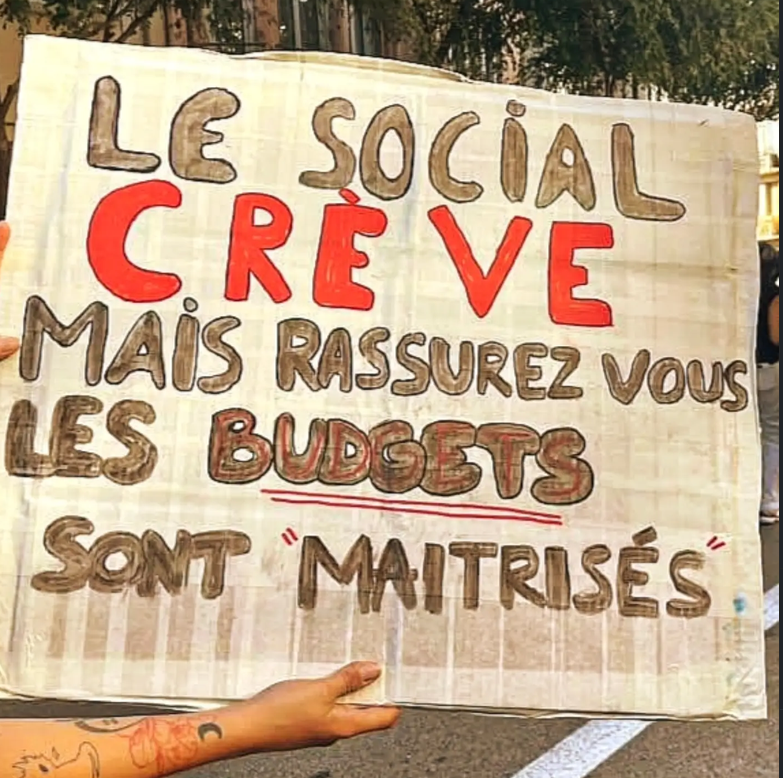 LE SOCIAL
CRÈVE
MAIS RASSUREZ VOUS
LES BUDGETS
SONT "MAITRISÉS"